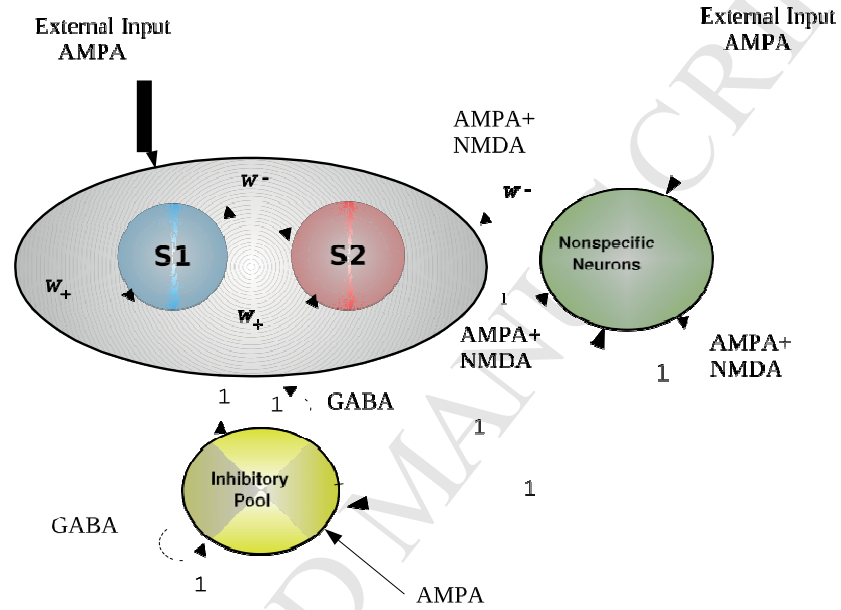 External Input
AMPA
External Input
AMPA
AMPA+
NMDA
w-
w-
S1
S2
Nonspecific
Neurons
w+
w+
1
AMPA+
NMDA
AMPA+
NMDA
1
1
1
GABA
1
Inhibitory
Pool
1
GABA
1
AMPA
D MANUSCRI